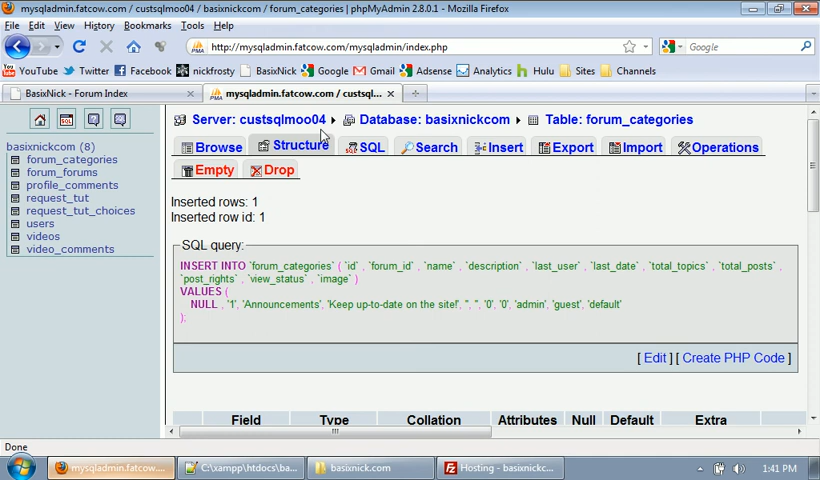 mysqladmin.fatcow.com / custsqlmoo04 / basixnickcom / forum_categories | phpMyAdmin 2.8.0.1 - Mozilla Firefox
File Edit View History Bookmarks Tools Help
http://mysqladmin.fatcow.com/mysqladmin/index.php
Google
YouTube Twitter Facebook nickfrosty BasixNick Google Gmail Adsense Analytics Hulu Sites Channels
BasixNick - Forum Index
mysqladmin.fatcow.com / custsql...
Server: custsqlmoo04 Database: basixnickcom Table: forum_categories
Browse Structure SQL Search Insert Export Import Operations
Empty Drop
basixnickcom (8)
forum_categories
forum_forums
profile_comments
request_tut
request_tut_choices
users
videos
video_comments
Inserted rows: 1
Inserted row id: 1
SQL query:
INSERT INTO `forum_categories` ( `id` , `forum_id` , `name` , `description` , `last_user` , `last_date` , `total_topics` , `total_posts` ,
`post_rights` , `view_status` , `image` )
VALUES (
NULL , '1', 'Announcements', 'Keep up-to-date on the site!', '', '', '0', '0', 'admin', 'guest', 'default'
);
[ Edit ] [ Create PHP Code ]
Field Type Collation Attributes Null Default Extra
Done
mysqladmin.fatcow.... C:\xampp\htdocs\ba... basixnick.com Hosting - basixnickc... 1:41 PM